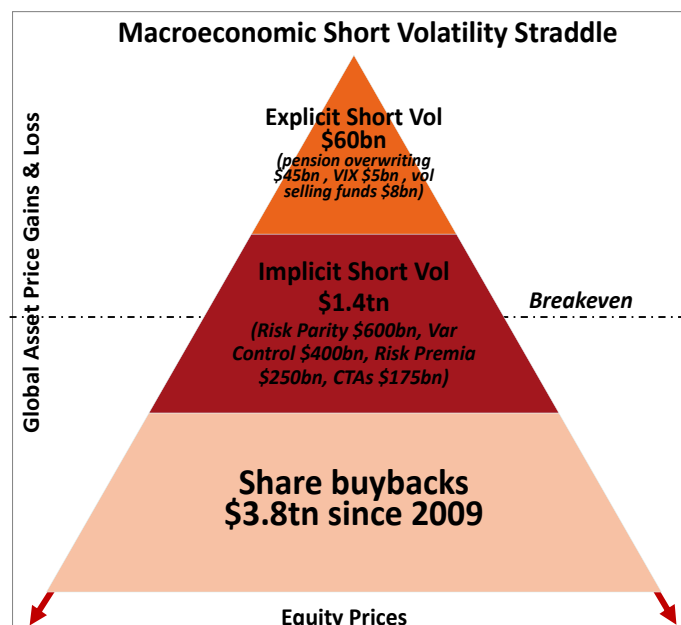 Macroeconomic Short Volatility Straddle
Explicit Short Vol
$60bn
(pension overwriting
$45bn , VIX $5bn , vol
selling funds $8bn)
Global Asset Price Gains & Loss
Implicit Short Vol
$1.4tn
Breakeven
(Risk Parity $600bn, Var
Control $400bn, Risk Premia
$250bn, CTAs $175bn)
Share buybacks
$3.8tn since 2009
Equity Prices